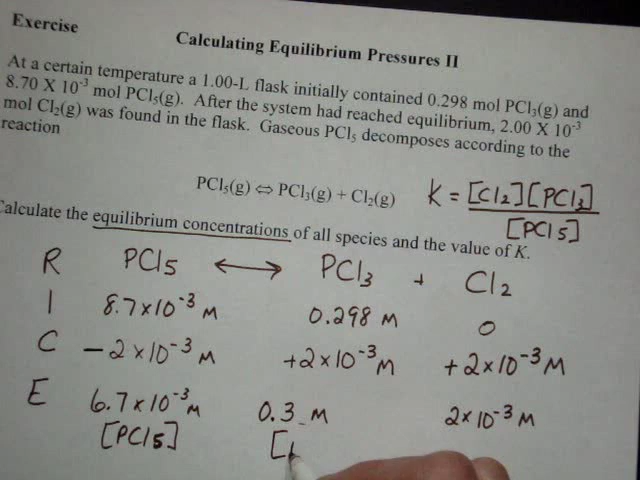 Exercise
Calculating Equilibrium Pressures II
At a certain temperature a 1.00-L flask initially contained 0.298 mol PCl₃(g) and
8.70 X 10⁻³ mol PCl₅(g). After the system had reached equilibrium, 2.00 X 10⁻³
mol Cl₂(g) was found in the flask. Gaseous PCl₅ decomposes according to the
reaction
PCl₅(g) ⇔ PCl₃(g) + Cl₂(g)
K = [Cl₂][PCl₃]
[PCl5]
Calculate the equilibrium concentrations of all species and the value of K.
R PCl5 ⟷ PCl₃ + Cl₂
I 8.7×10⁻³ M 0.298 M 0
C −2×10⁻³ M +2×10⁻³ M +2×10⁻³ M
E 6.7×10⁻³ M 0.3 M 2×10⁻³ M
[PCl5] [